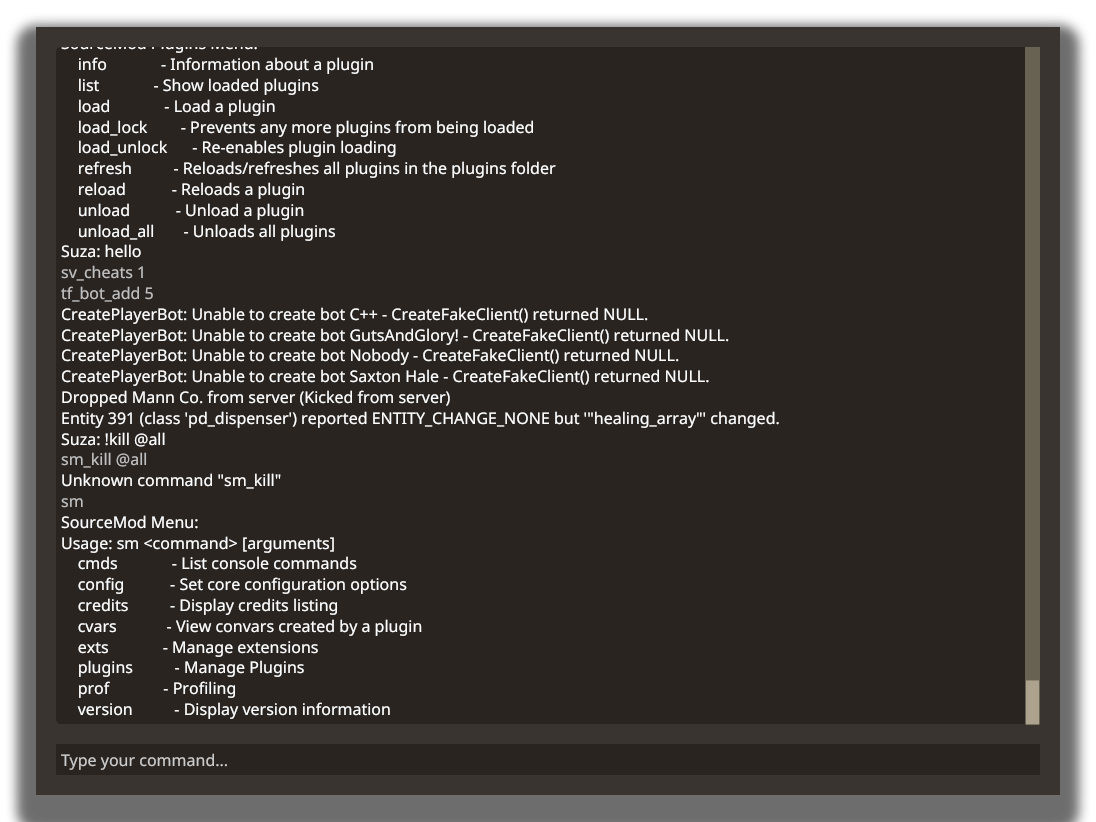 SourceMod Plugins Menu:
info - Information about a plugin
list - Show loaded plugins
load - Load a plugin
load_lock - Prevents any more plugins from being loaded
load_unlock - Re-enables plugin loading
refresh - Reloads/refreshes all plugins in the plugins folder
reload - Reloads a plugin
unload - Unload a plugin
unload_all - Unloads all plugins
Suza: hello
sv_cheats 1
tf_bot_add 5
CreatePlayerBot: Unable to create bot C++ - CreateFakeClient() returned NULL.
CreatePlayerBot: Unable to create bot GutsAndGlory! - CreateFakeClient() returned NULL.
CreatePlayerBot: Unable to create bot Nobody - CreateFakeClient() returned NULL.
CreatePlayerBot: Unable to create bot Saxton Hale - CreateFakeClient() returned NULL.
Dropped Mann Co. from server (Kicked from server)
Entity 391 (class 'pd_dispenser') reported ENTITY_CHANGE_NONE but '"healing_array"' changed.
Suza: !kill @all
sm_kill @all
Unknown command "sm_kill"
sm
SourceMod Menu:
Usage: sm <command> [arguments]
cmds - List console commands
config - Set core configuration options
credits - Display credits listing
cvars - View convars created by a plugin
exts - Manage extensions
plugins - Manage Plugins
prof - Profiling
version - Display version information
Type your command...